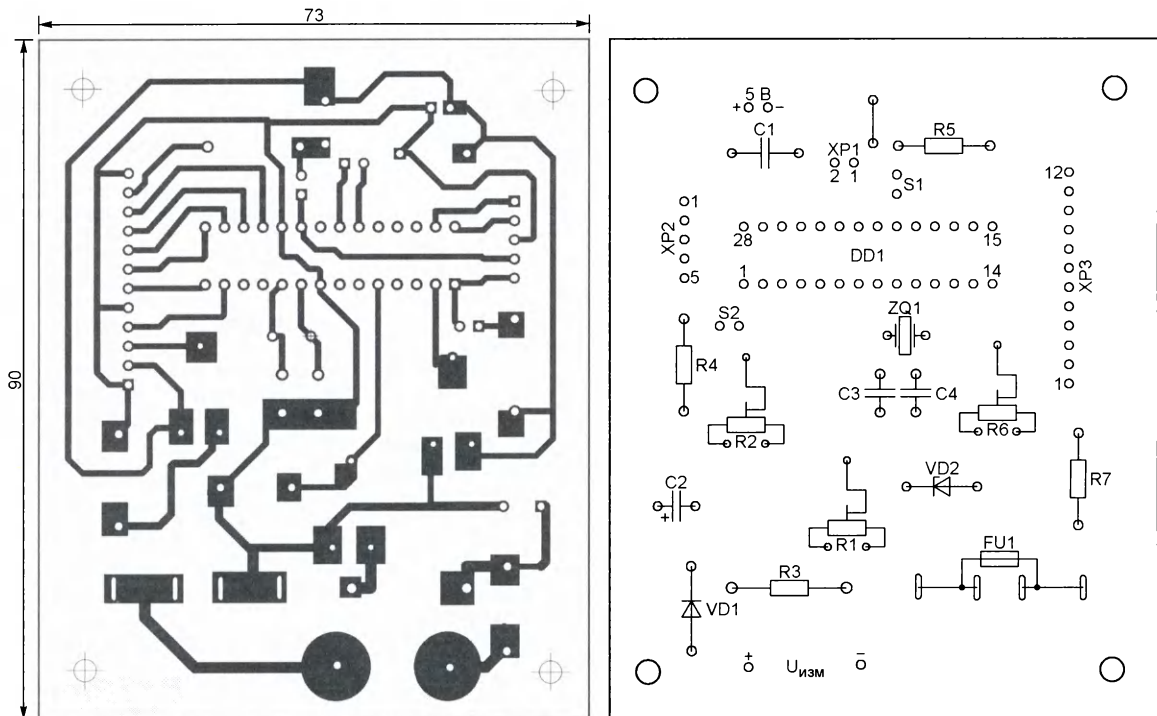 73
90
5 В
+ −
C1
XP1
2 1
R5
S1
12
1
XP2
5
28
15
DD1
1
14
XP3
S2
ZQ1
R4
1
C3
C4
R2
R6
C2
+
VD2
R7
R1
FU1
R3
VD1
+
Uизм
−